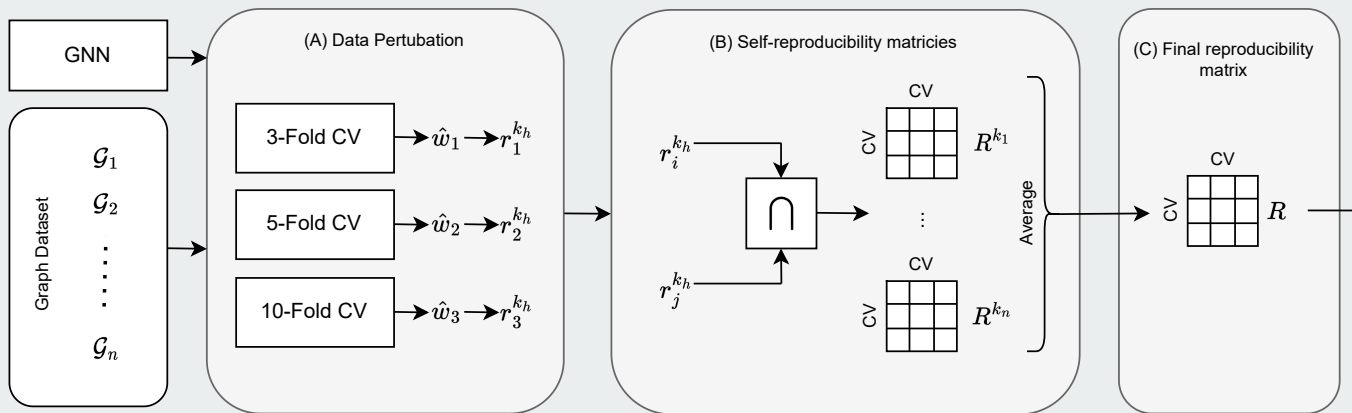 GNN
Graph Dataset
𝒢₁
𝒢₂
𝒢ₙ
(A) Data Pertubation
3-Fold CV
ŵ₁
r₁^{k_h}
5-Fold CV
ŵ₂
r₂^{k_h}
10-Fold CV
ŵ₃
r₃^{k_h}
(B) Self-reproducibility matricies
r_i^{k_h}
r_j^{k_h}
⋂
CV
CV
R^{k_1}
...
CV
CV
R^{k_n}
Average
(C) Final reproducibility
matrix
CV
CV
R